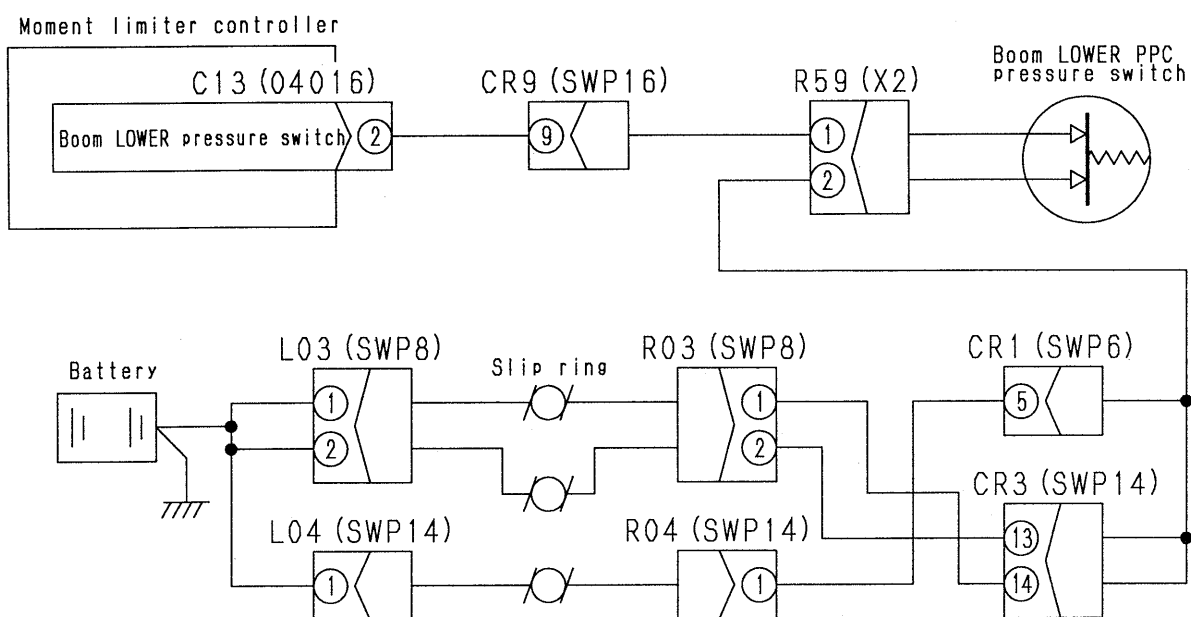 Moment limiter controller
Boom LOWER PPC
pressure switch
C13 (04016)
CR9 (SWP16)
R59 (X2)
Boom LOWER pressure switch
2
9
1
2
L03 (SWP8)
R03 (SWP8)
CR1 (SWP6)
Battery
Slip ring
1
1
5
2
2
CR3 (SWP14)
L04 (SWP14)
R04 (SWP14)
13
1
1
14